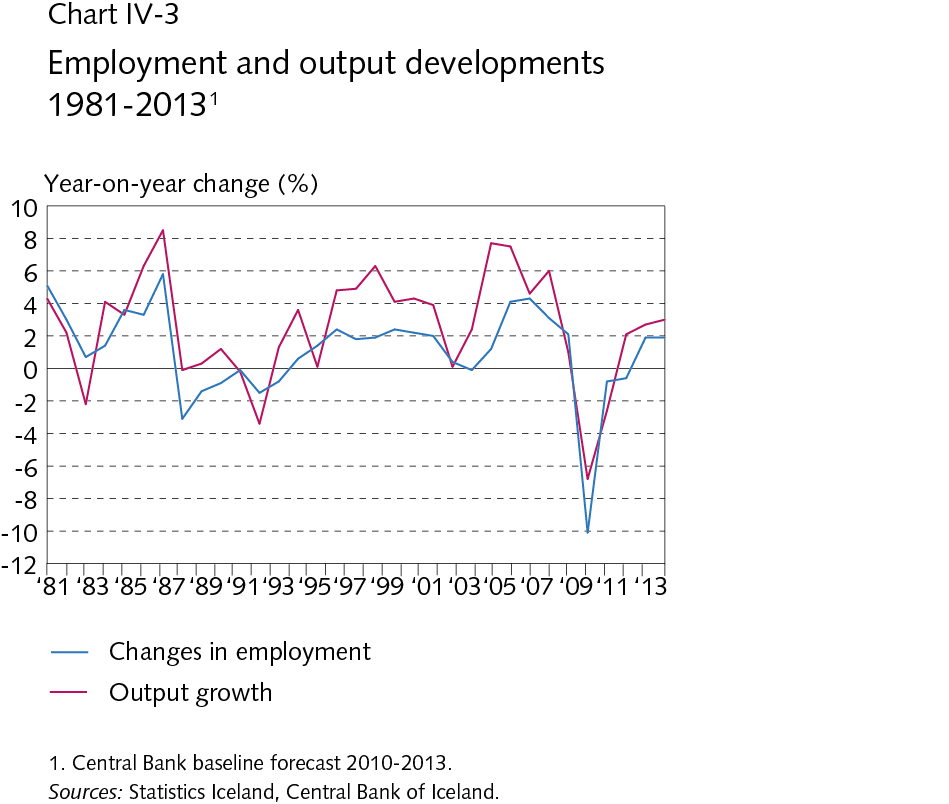 Chart IV-3
Employment and output developments
1981-2013¹
Year-on-year change (%)
10
8
6
4
2
0
-2
-4
-6
-8
-10
-12
‘81 ‘83 ‘85 ‘87 ‘89 ‘91 ‘93 ‘95 ‘97 ‘99 ‘01 ‘03 ‘05 ‘07 ‘09 ‘11 ‘13
Changes in employment
Output growth
1. Central Bank baseline forecast 2010-2013.
Sources: Statistics Iceland, Central Bank of Iceland.